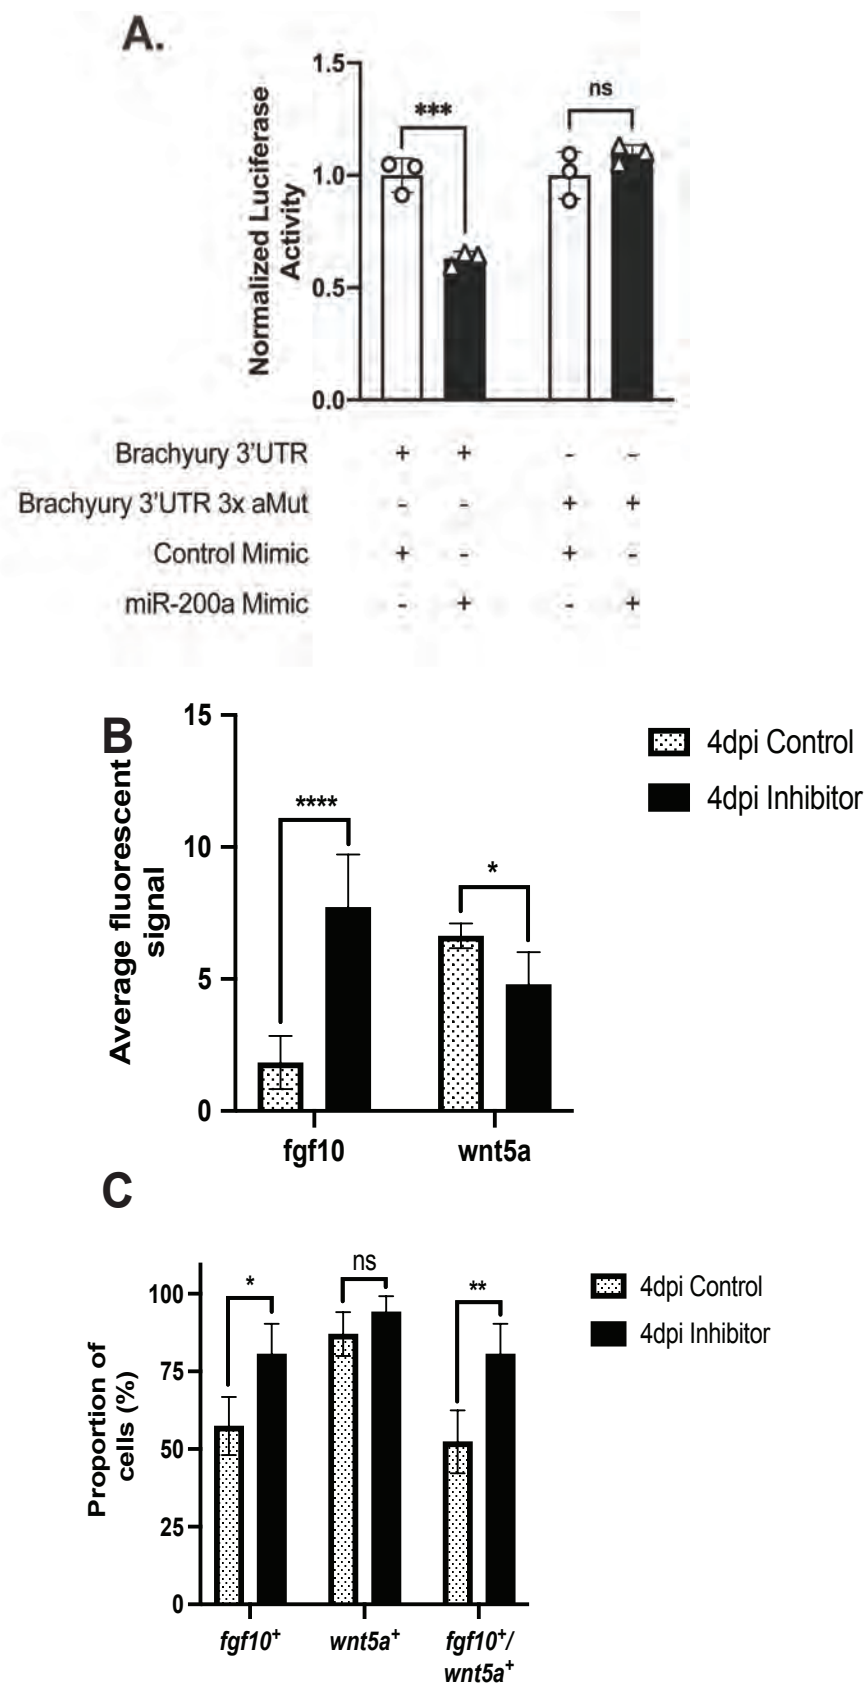 A.
Normalized Luciferase
Activity
1.5
1.0
0.5
0.0
***
ns
Brachyury 3'UTR + + - -
Brachyury 3'UTR 3x aMut - - + +
Control Mimic + - + -
miR-200a Mimic - + - +
B
Average fluorescent
signal
15
10
5
0
****
*
fgf10 wnt5a
4dpi Control
4dpi Inhibitor
C
Proportion of
cells (%)
100
75
50
25
0
*
ns
**
fgf10+ wnt5a+ fgf10+/
wnt5a+
4dpi Control
4dpi Inhibitor